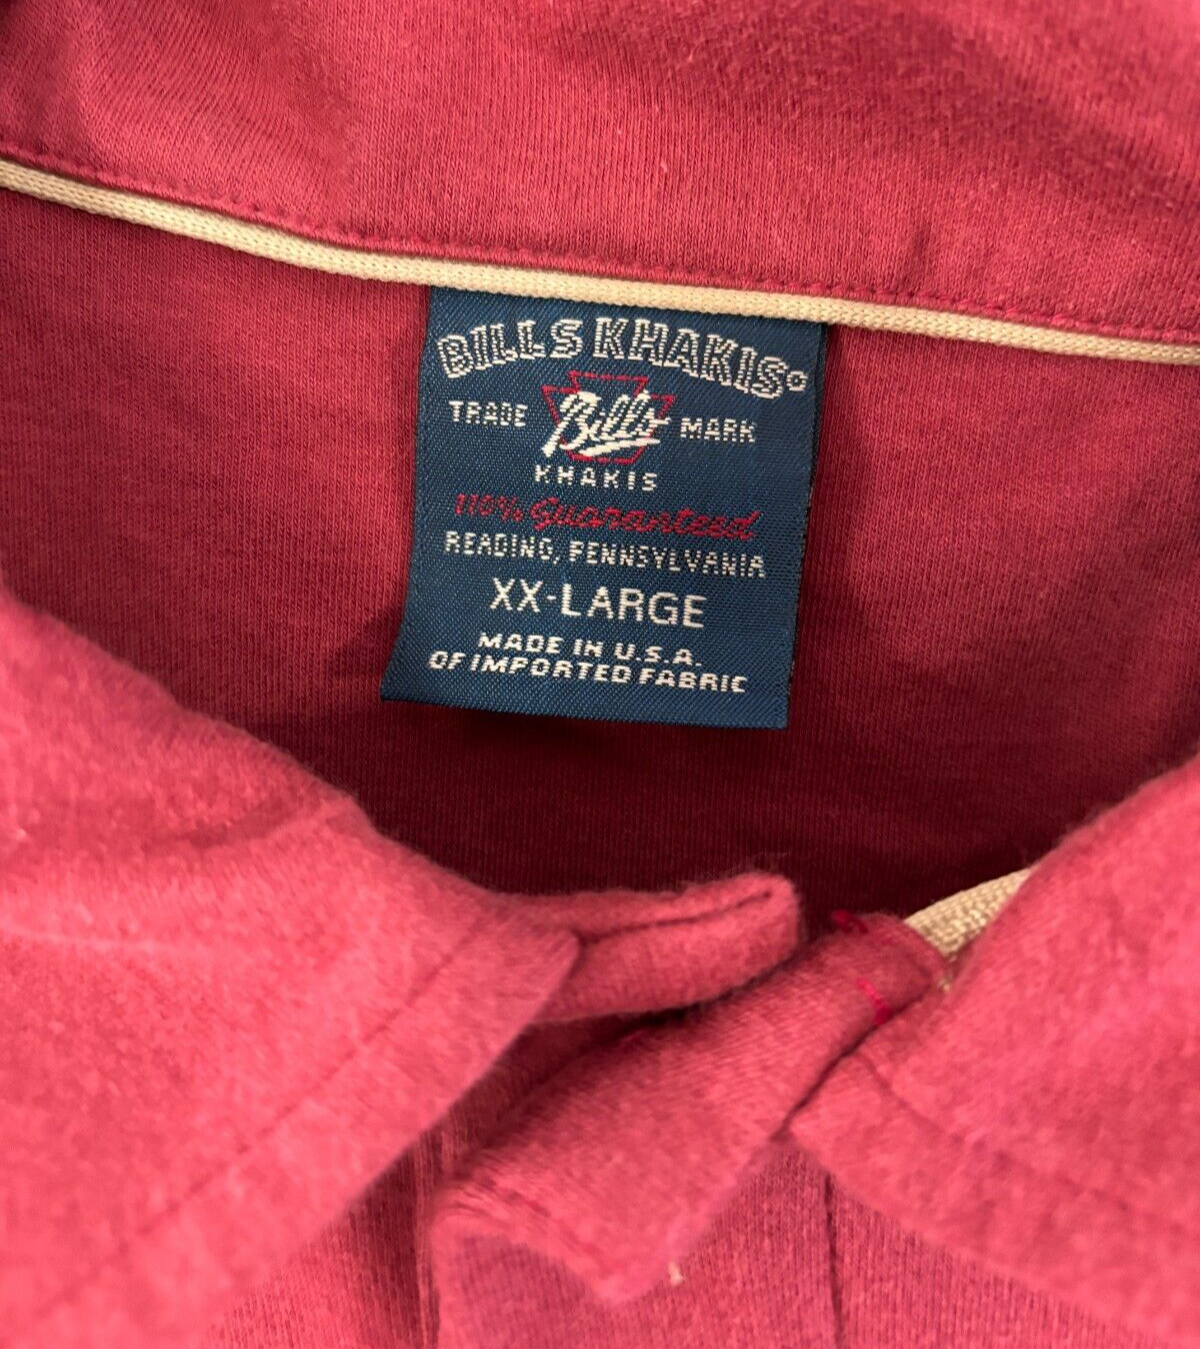 BILLS KHAKIS®
TRADE Bills MARK
KHAKIS
110% Guaranteed
READING, PENNSYLVANIA
XX-LARGE
MADE IN U.S.A.
OF IMPORTED FABRIC